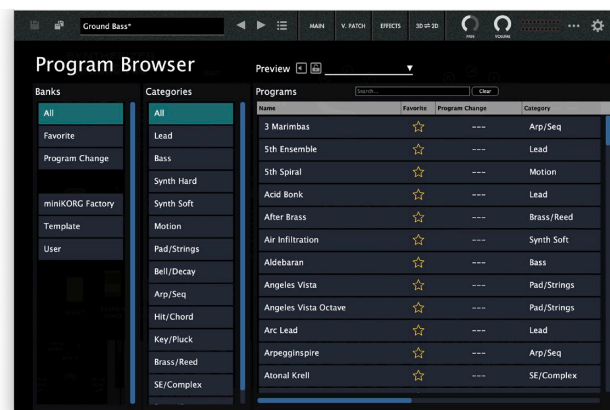 Ground Bass*
MAIN
V. PATCH
EFFECTS
3D ⇄ 2D
PAN
VOLUME
Program Browser
Preview
Banks
All
Favorite
Program Change
miniKORG Factory
Template
User
Categories
All
Lead
Bass
Synth Hard
Synth Soft
Motion
Pad/Strings
Bell/Decay
Arp/Seq
Hit/Chord
Key/Pluck
Brass/Reed
SE/Complex
Programs
Search...
Clear
Name Favorite Program Change Category
3 Marimbas --- Arp/Seq
5th Ensemble --- Lead
5th Spiral --- Motion
Acid Bonk --- Lead
After Brass --- Brass/Reed
Air Infiltration --- Synth Soft
Aldebaran --- Bass
Angeles Vista --- Pad/Strings
Angeles Vista Octave --- Pad/Strings
Arc Lead --- Lead
Arpegginspire --- Arp/Seq
Atonal Krell --- SE/Complex